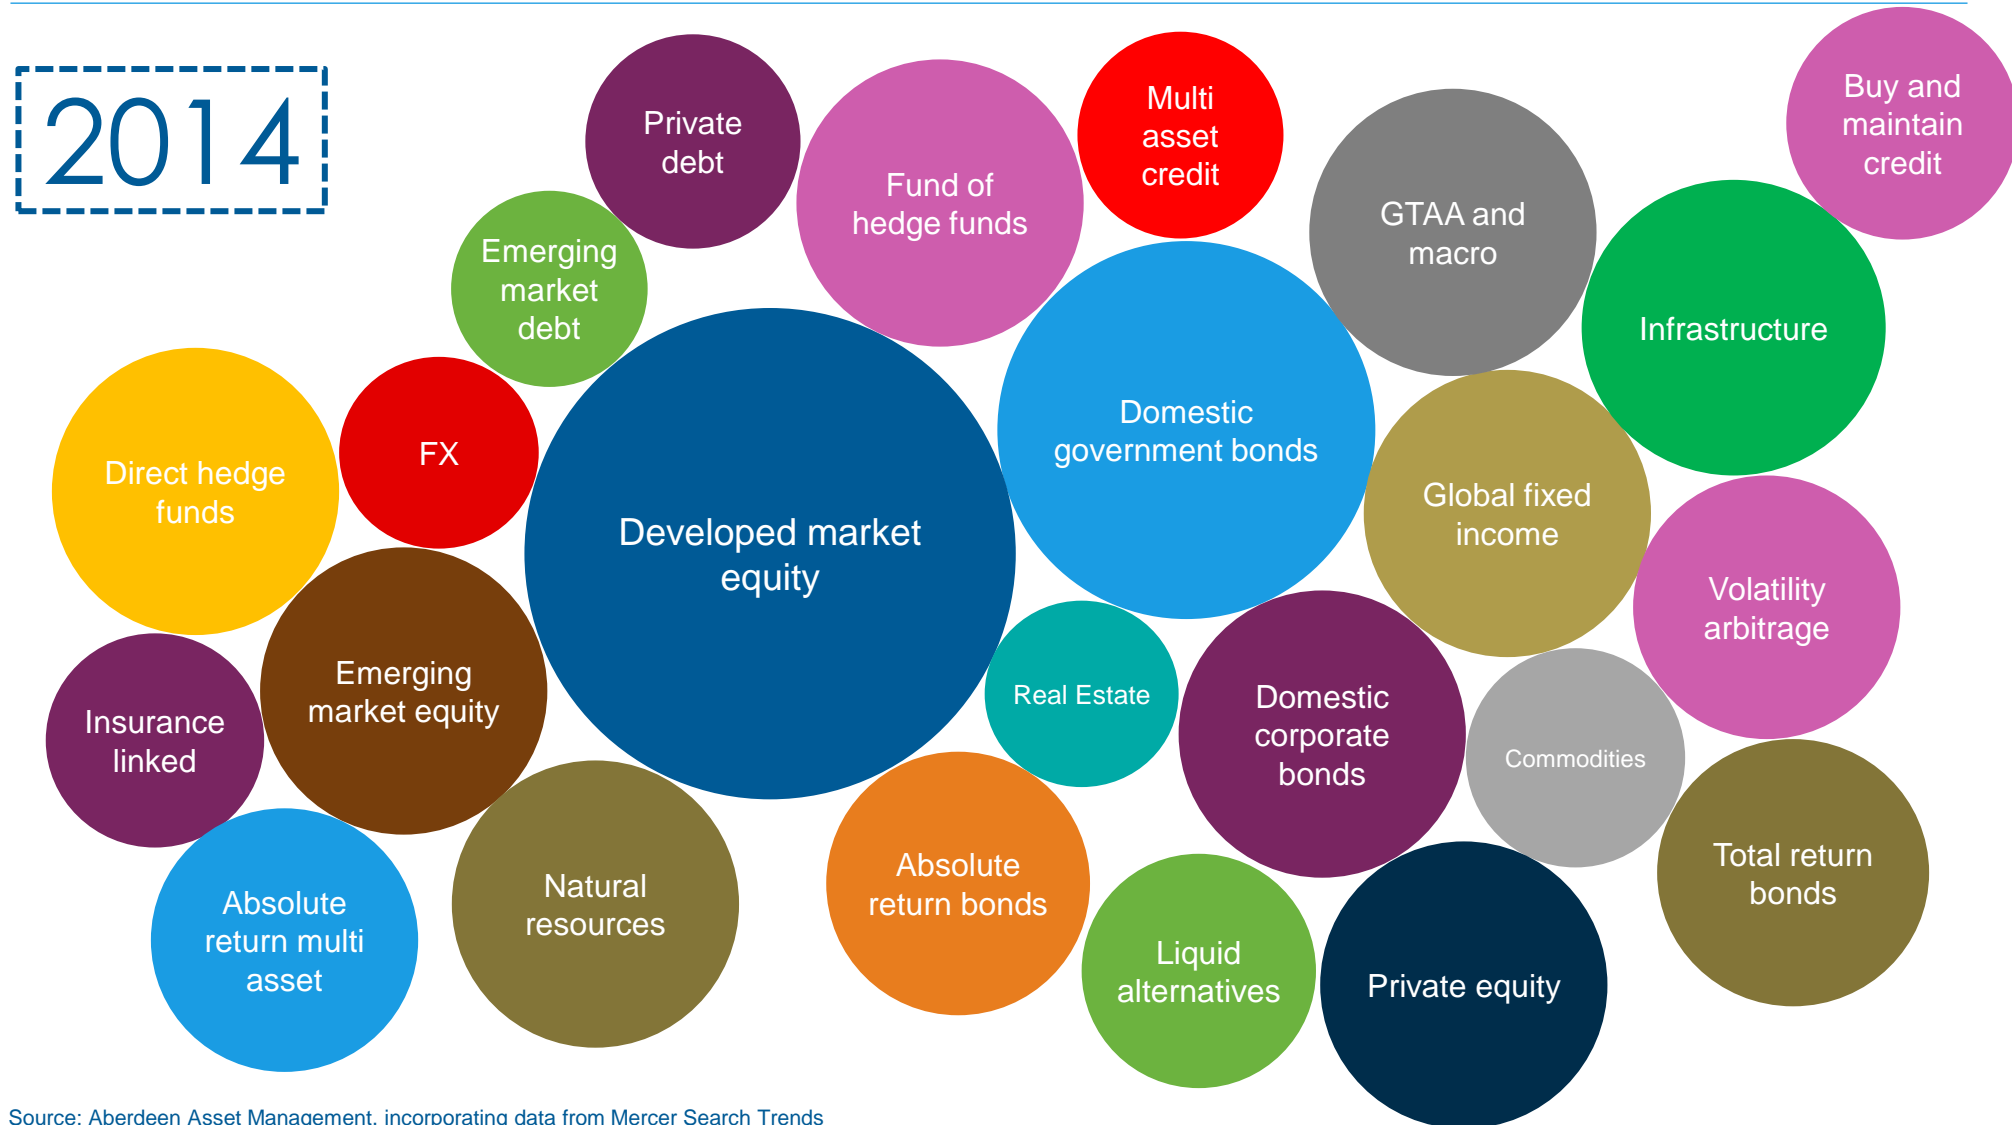 2014
Private
debt
Fund of
hedge funds
Multi
asset
credit
GTAA and
macro
Buy and
maintain
credit
Emerging
market
debt
Infrastructure
Direct hedge
funds
FX
Developed market
equity
Domestic
government bonds
Global fixed
income
Volatility
arbitrage
Insurance
linked
Emerging
market equity
Real Estate
Domestic
corporate
bonds
Commodities
Absolute
return multi
asset
Natural
resources
Absolute
return bonds
Liquid
alternatives
Private equity
Total return
bonds
Source: Aberdeen Asset Management, incorporating data from Mercer Search Trends